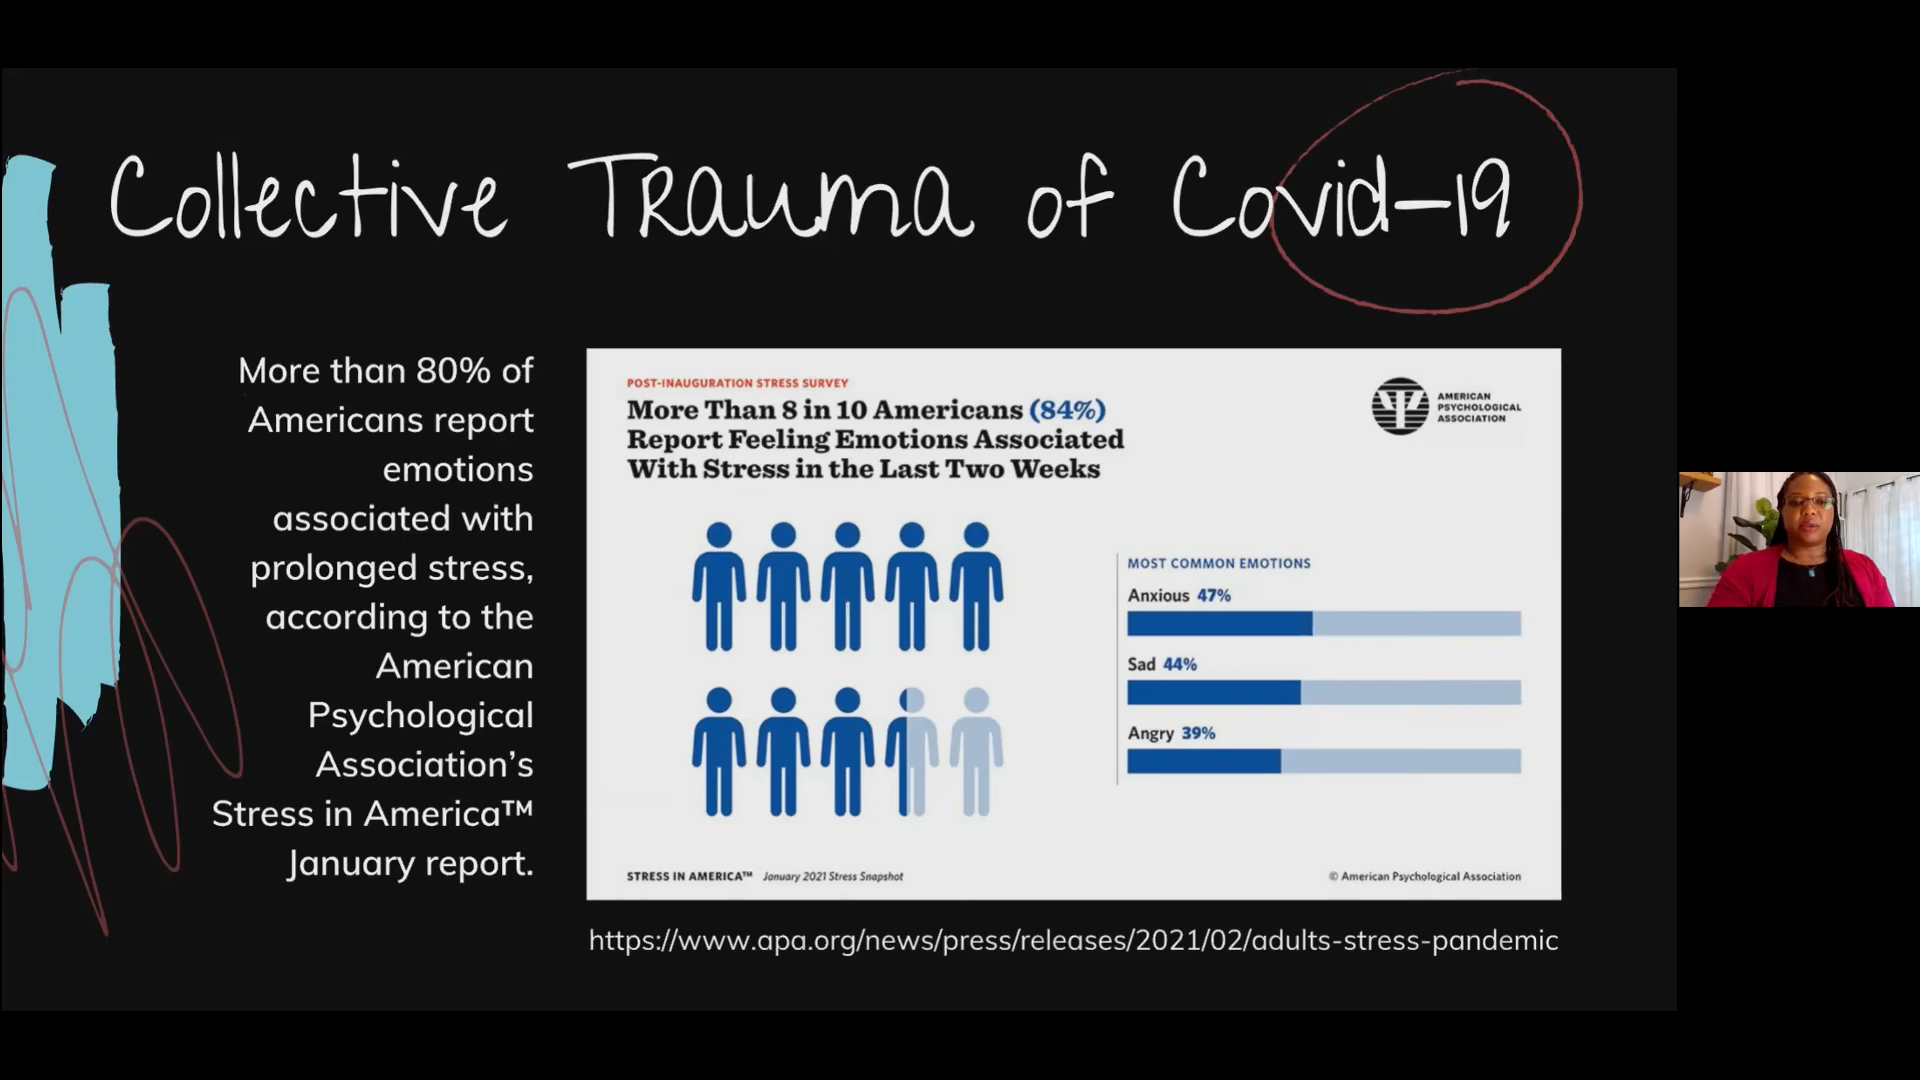 Collective Trauma of Covid-19
More than 80% of
Americans report
emotions
associated with
prolonged stress,
according to the
American
Psychological
Association’s
Stress in America™
January report.
POST-INAUGURATION STRESS SURVEY
More Than 8 in 10 Americans (84%)
Report Feeling Emotions Associated
With Stress in the Last Two Weeks
AMERICAN
PSYCHOLOGICAL
ASSOCIATION
MOST COMMON EMOTIONS
Anxious 47%
Sad 44%
Angry 39%
STRESS IN AMERICA™ January 2021 Stress Snapshot
© American Psychological Association
https://www.apa.org/news/press/releases/2021/02/adults-stress-pandemic